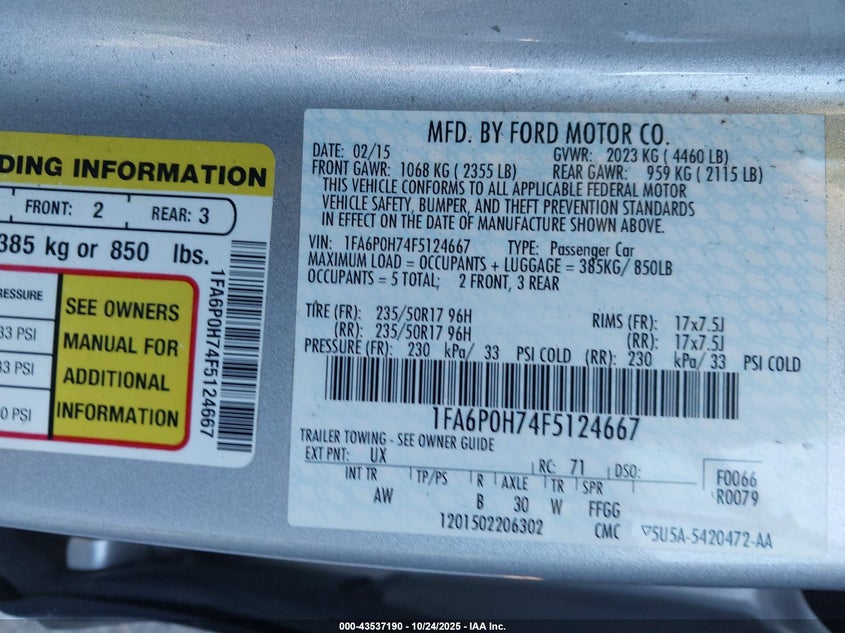 DING INFORMATION
FRONT: 2 REAR: 3
385 kg or 850 lbs.
RESSURE
33 PSI
33 PSI
0 PSI
SEE OWNERS
MANUAL FOR
ADDITIONAL
INFORMATION
1FA6P0H74F5124667
MFD. BY FORD MOTOR CO.
DATE: 02/15 GVWR: 2023 KG ( 4460 LB)
FRONT GAWR: 1068 KG ( 2355 LB) REAR GAWR: 959 KG ( 2115 LB)
THIS VEHICLE CONFORMS TO ALL APPLICABLE FEDERAL MOTOR
VEHICLE SAFETY, BUMPER, AND THEFT PREVENTION STANDARDS
IN EFFECT ON THE DATE OF MANUFACTURE SHOWN ABOVE.
VIN: 1FA6P0H74F5124667 TYPE: Passenger Car
MAXIMUM LOAD = OCCUPANTS + LUGGAGE = 385KG/ 850LB
OCCUPANTS = 5 TOTAL; 2 FRONT, 3 REAR
TIRE (FR): 235/50R17 96H RIMS (FR): 17x7.5J
(RR): 235/50R17 96H (RR): 17x7.5J
PRESSURE (FR): 230 kPa/ 33 PSI COLD (RR): 230 kPa/ 33 PSI COLD
1FA6P0H74F5124667
TRAILER TOWING - SEE OWNER GUIDE
EXT PNT: UX RC: 71 DSO: F0066
INT TR TP/PS R AXLE TR SPR R0079
AW B 30 W FFGG
1201502206302 CMC 5U5A-5420472-AA
000-43537190 - 10/24/2025 - IAA Inc.